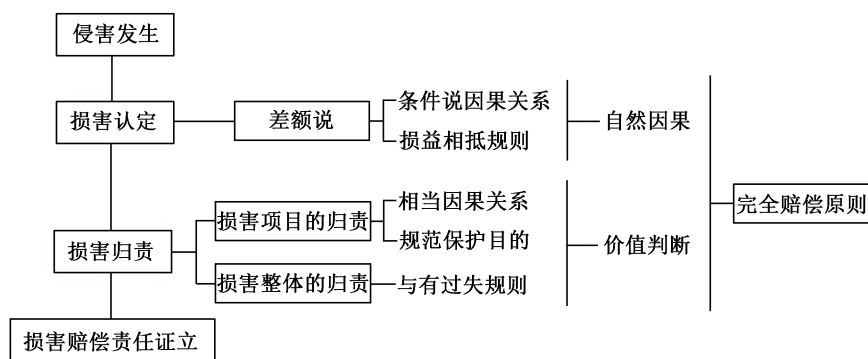 侵害发生
损害认定
差额说
条件说因果关系
损益相抵规则
自然因果
损害归责
损害项目的归责
相当因果关系
规范保护目的
损害整体的归责
与有过失规则
价值判断
完全赔偿原则
损害赔偿责任证立